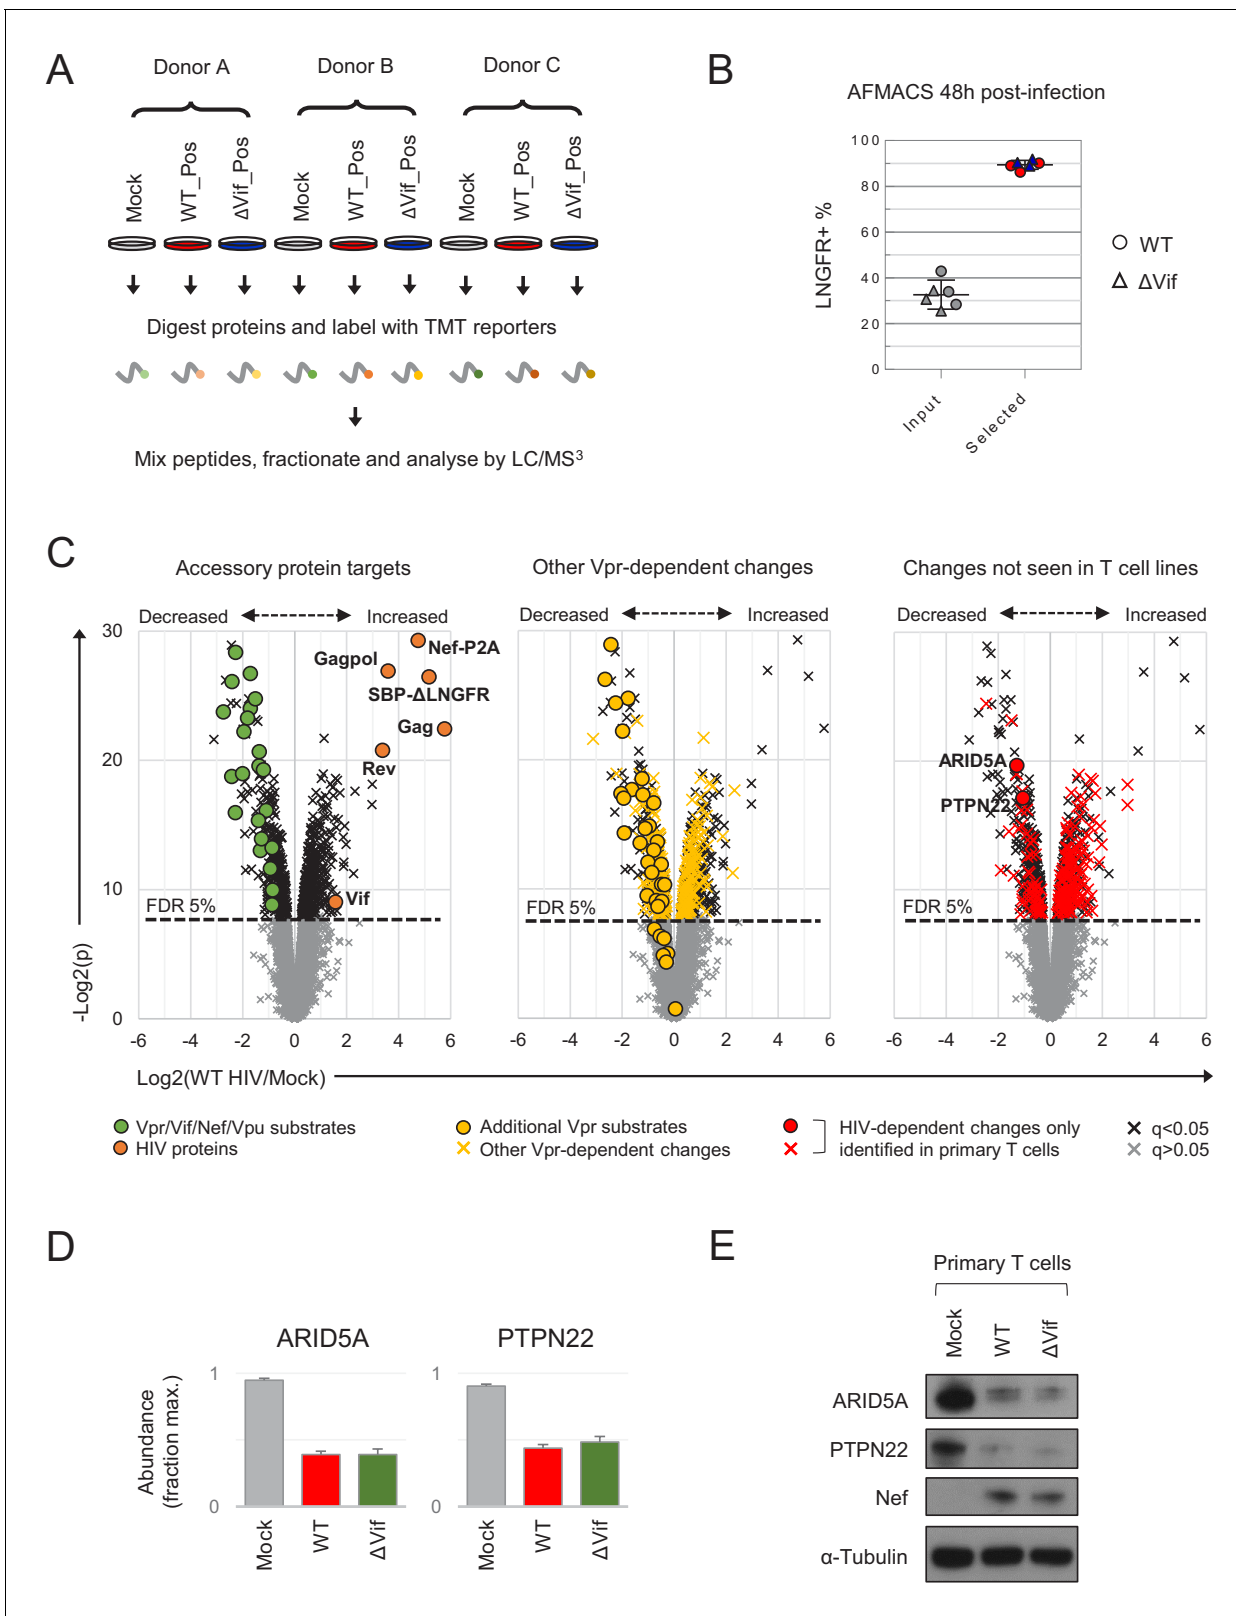 A
Donor A
Donor B
Donor C
Mock
WT_Pos
ΔVif_Pos
Mock
WT_Pos
ΔVif_Pos
Mock
WT_Pos
ΔVif_Pos
Digest proteins and label with TMT reporters
Mix peptides, fractionate and analyse by LC/MS³
B
AFMACS 48h post-infection
LNGFR+ %
100
80
60
40
20
0
Input
Selected
WT
ΔVif
C
Accessory protein targets
Decreased
Increased
30
20
10
0
-Log2(p)
Nef-P2A
Gagpol
SBP-ΔLNGFR
Gag
Rev
Vif
FDR 5%
-6 -4 -2 0 2 4 6
Other Vpr-dependent changes
Decreased
Increased
FDR 5%
-6 -4 -2 0 2 4 6
Changes not seen in T cell lines
Decreased
Increased
ARID5A
PTPN22
FDR 5%
-6 -4 -2 0 2 4 6
Log2(WT HIV/Mock)
Vpr/Vif/Nef/Vpu substrates
HIV proteins
Additional Vpr substrates
Other Vpr-dependent changes
HIV-dependent changes only
identified in primary T cells
q<0.05
q>0.05
D
ARID5A
PTPN22
Abundance
(fraction max.)
1
0
Mock
WT
ΔVif
1
0
Mock
WT
ΔVif
E
Primary T cells
Mock
WT
ΔVif
ARID5A
PTPN22
Nef
α-Tubulin